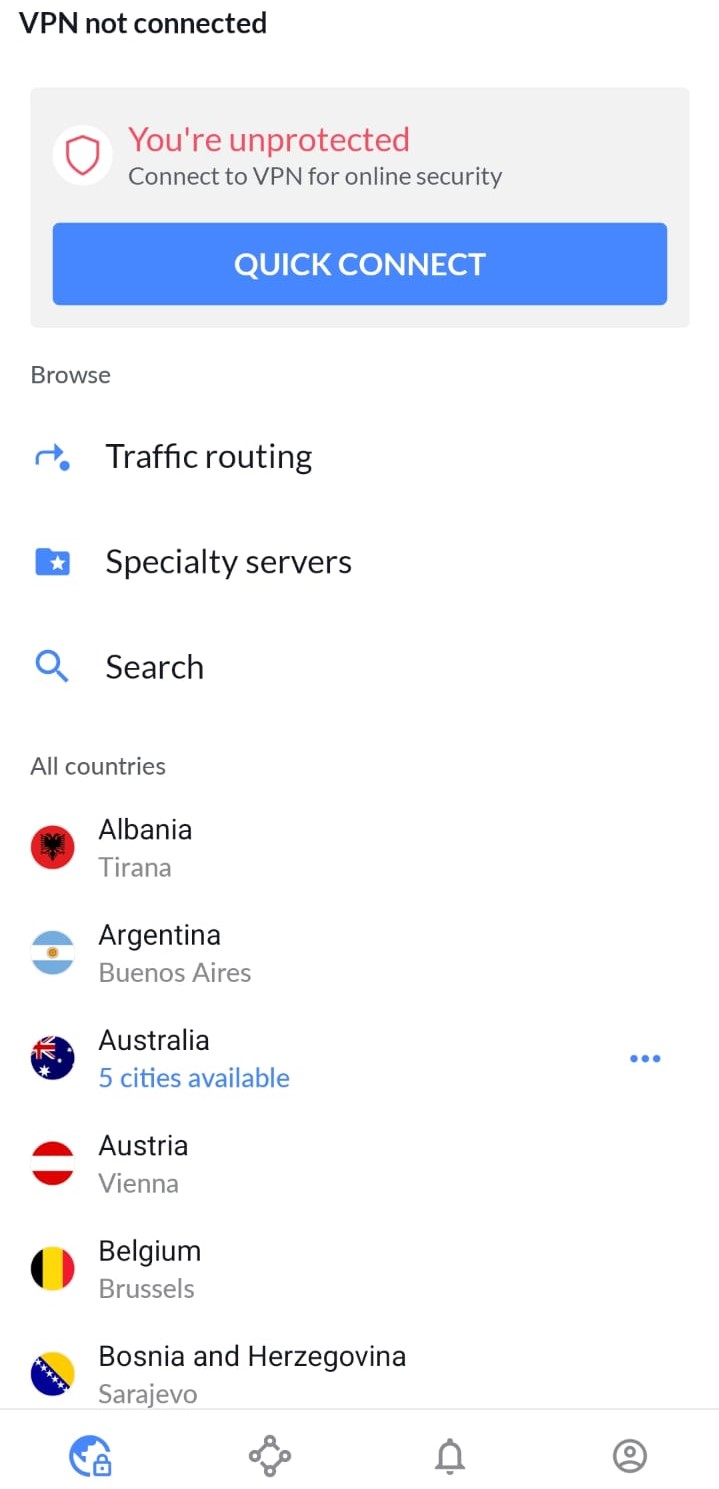 VPN not connected
You're unprotected
Connect to VPN for online security
QUICK CONNECT
Browse
Traffic routing
Specialty servers
Search
All countries
Albania
Tirana
Argentina
Buenos Aires
Australia
5 cities available
Austria
Vienna
Belgium
Brussels
Bosnia and Herzegovina
Sarajevo